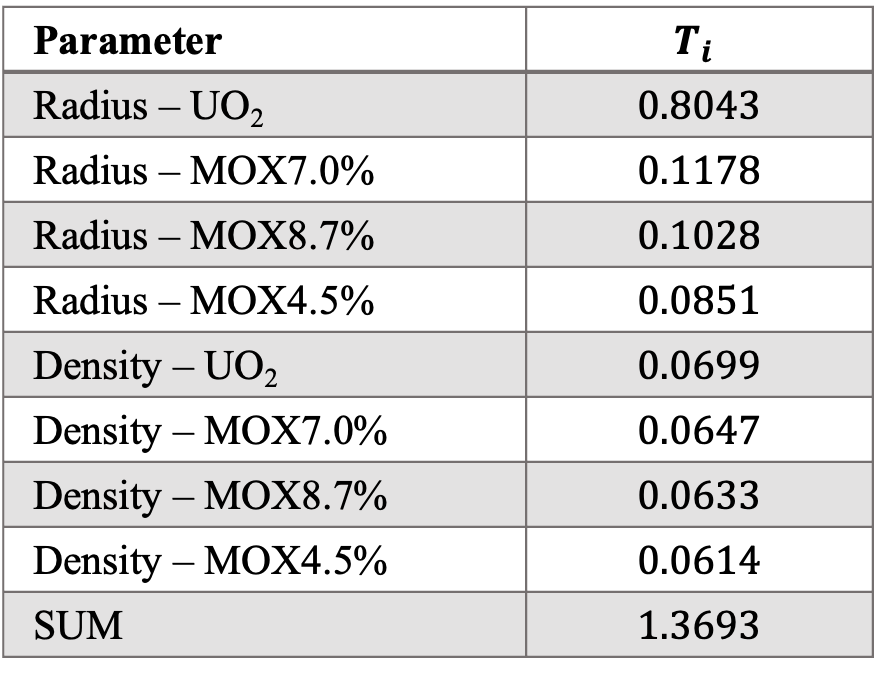 Parameter T_i
Radius – UO₂ 0.8043
Radius – MOX7.0% 0.1178
Radius – MOX8.7% 0.1028
Radius – MOX4.5% 0.0851
Density – UO₂ 0.0699
Density – MOX7.0% 0.0647
Density – MOX8.7% 0.0633
Density – MOX4.5% 0.0614
SUM 1.3693